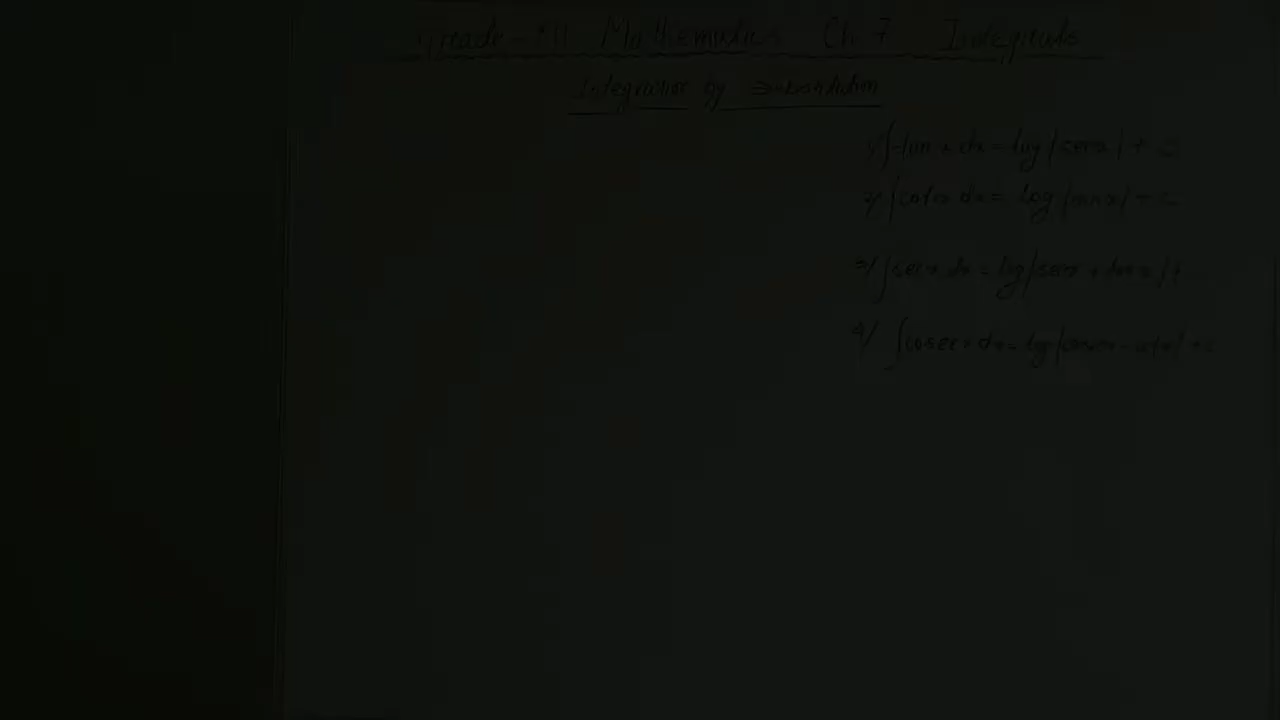 Grade - XII Mathematics Ch. 7 Integrals
Integration by substitution
1/ ∫tan x dx = log |sec x| + c
2/ ∫cot x dx = log |sin x| + c
3/ ∫sec x dx = log |sec x + tan x| +
4/ ∫cosec x dx = log |cosec x - cot x| + c